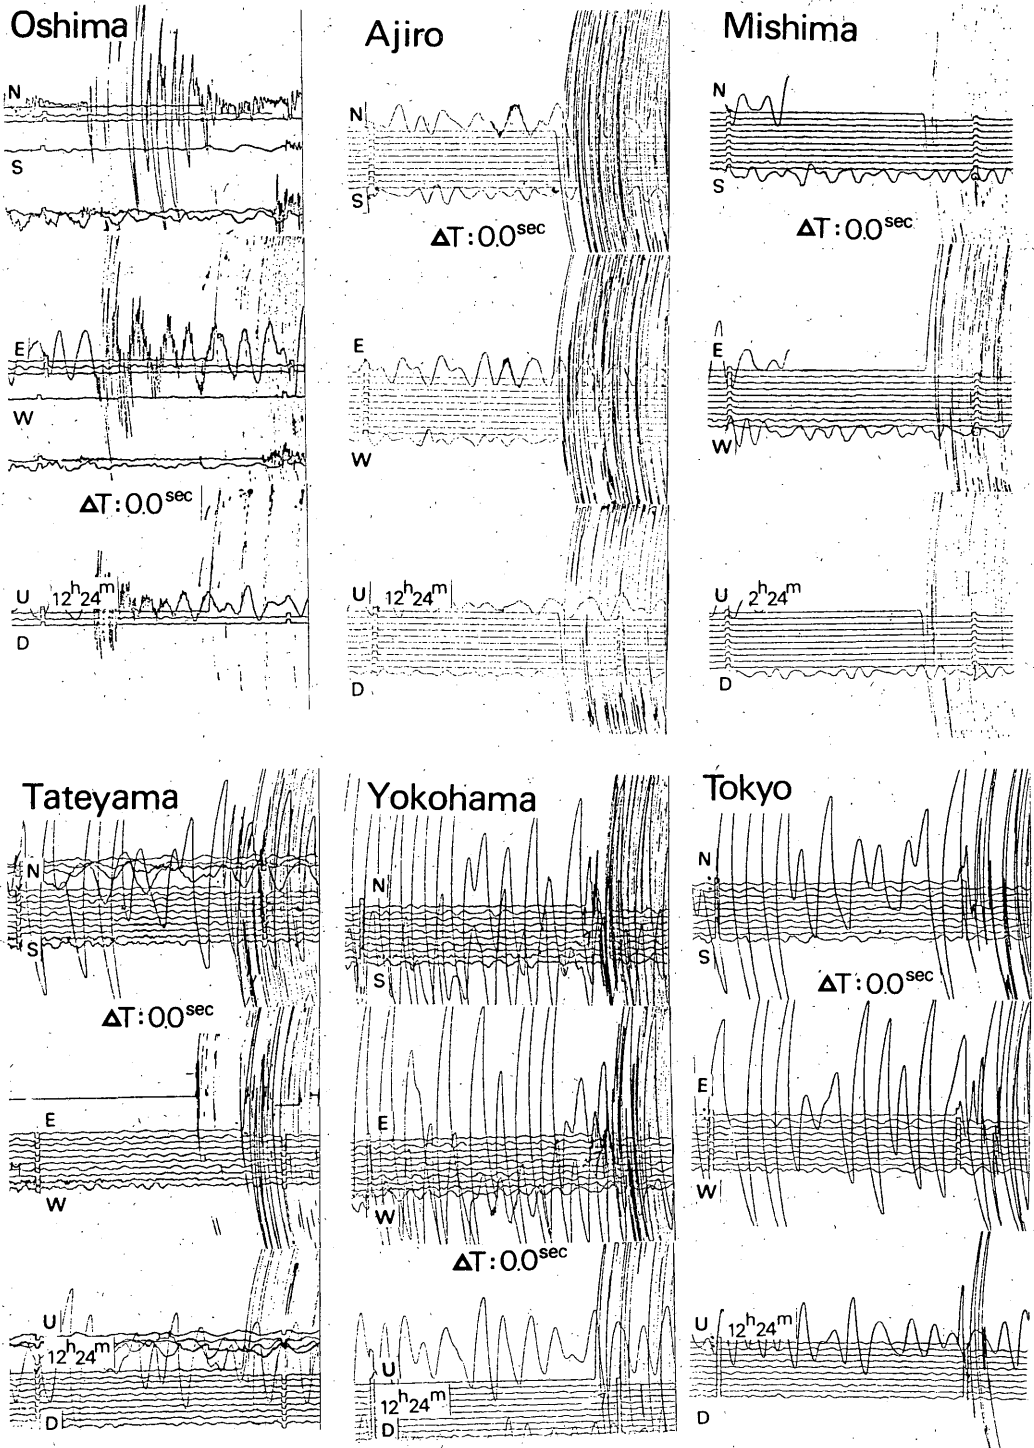 Oshima
N
S
E
W
ΔT:0.0sec
U 12h24m
D
Ajiro
N
S
ΔT:0.0sec
E
W
U 12h24m
D
Mishima
N
S
ΔT:0.0sec
E
W
U 2h24m
D
Tateyama
N
S
ΔT:0.0sec
E
W
U
12h24m
D
Yokohama
N
S
E
W
ΔT:0.0sec
U
12h24m
D
Tokyo
N
S
ΔT:0.0sec
E
W
U 12h24m
D